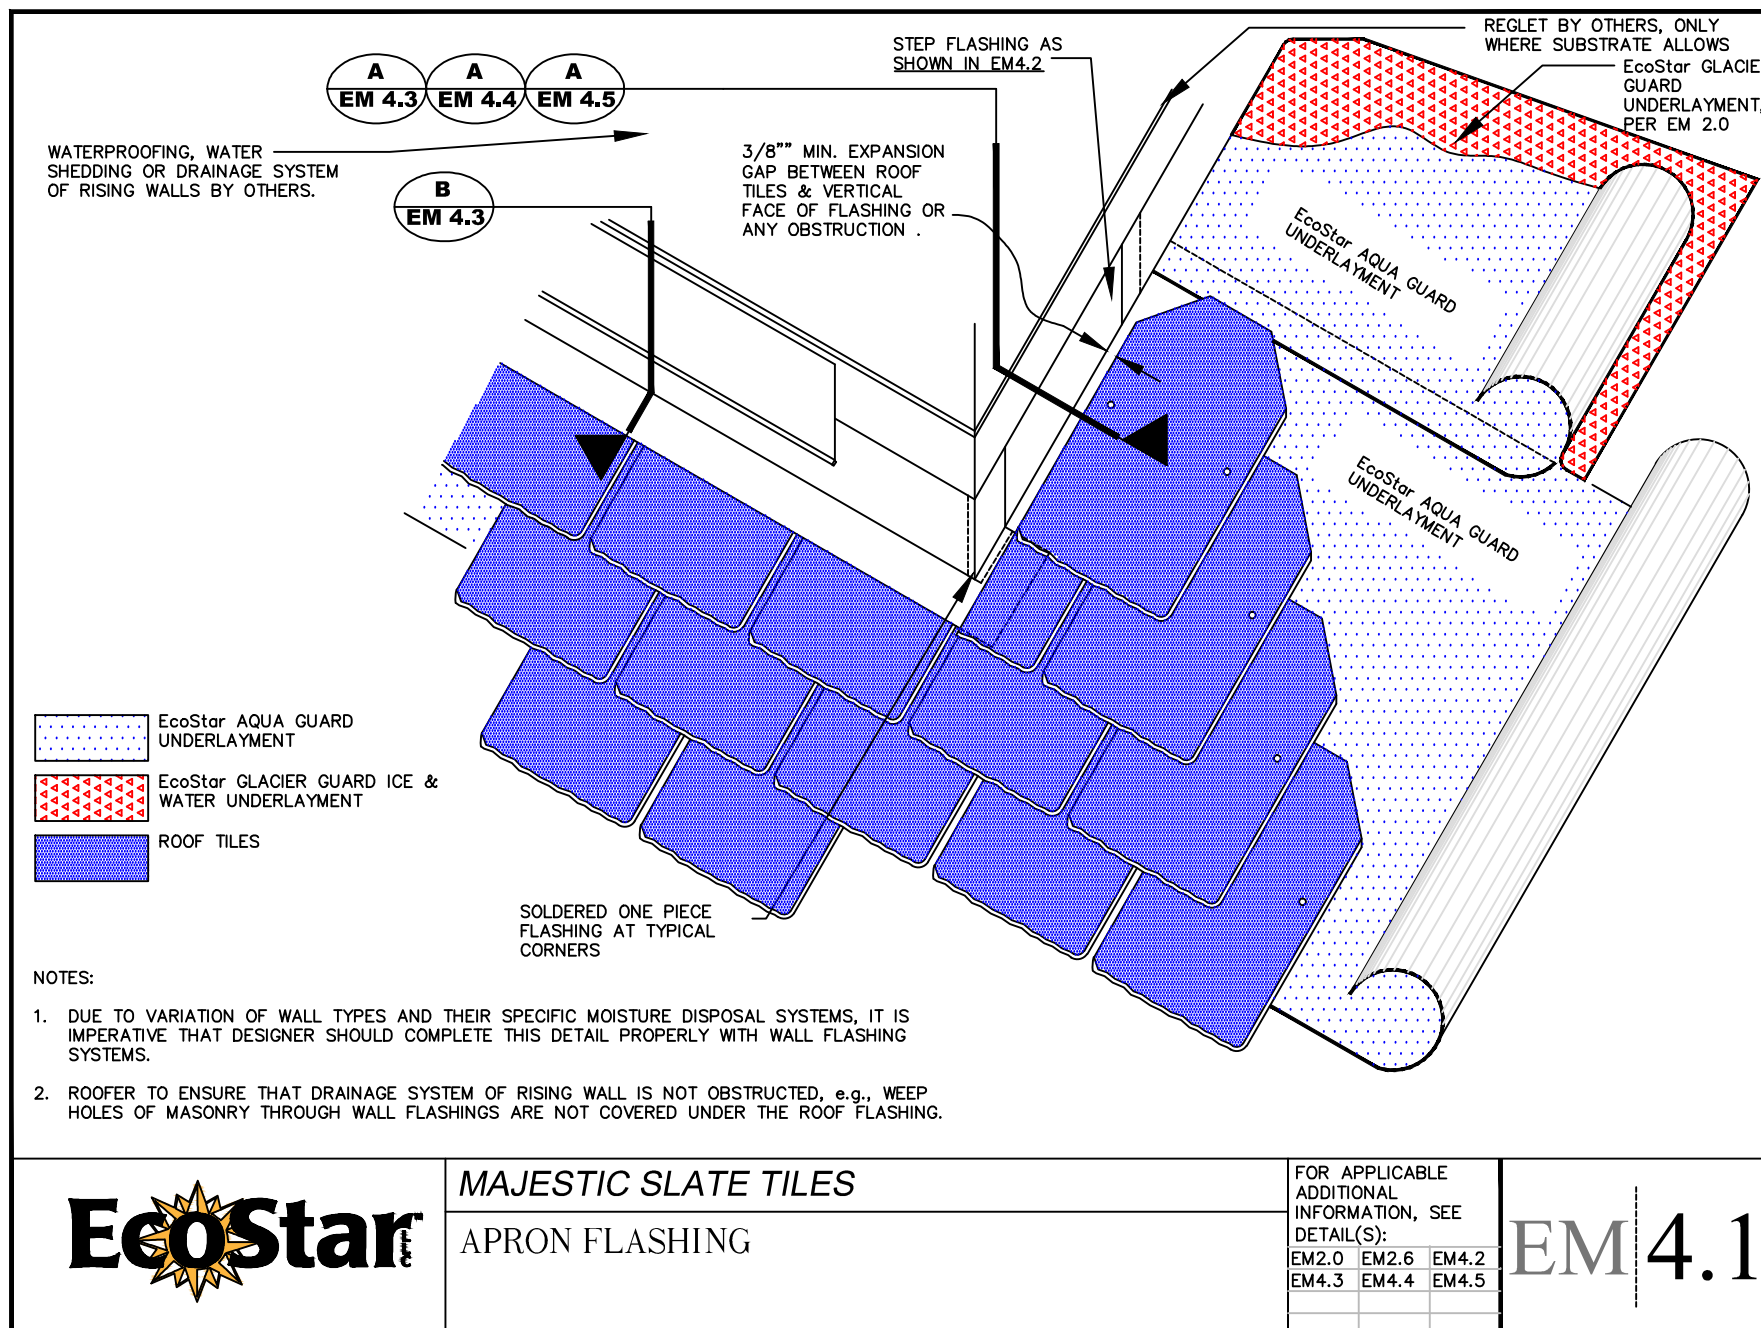 REGLET BY OTHERS, ONLY
WHERE SUBSTRATE ALLOWS
STEP FLASHING AS
SHOWN IN EM4.2
EcoStar GLACIE
GUARD
UNDERLAYMENT,
PER EM 2.0
A
EM 4.3
A
EM 4.4
A
EM 4.5
WATERPROOFING, WATER
SHEDDING OR DRAINAGE SYSTEM
OF RISING WALLS BY OTHERS.
3/8"" MIN. EXPANSION
GAP BETWEEN ROOF
TILES & VERTICAL
FACE OF FLASHING OR
ANY OBSTRUCTION .
B
EM 4.3
EcoStar AQUA GUARD
UNDERLAYMENT
EcoStar AQUA GUARD
UNDERLAYMENT
EcoStar AQUA GUARD
UNDERLAYMENT
EcoStar GLACIER GUARD ICE &
WATER UNDERLAYMENT
ROOF TILES
SOLDERED ONE PIECE
FLASHING AT TYPICAL
CORNERS
NOTES:
1. DUE TO VARIATION OF WALL TYPES AND THEIR SPECIFIC MOISTURE DISPOSAL SYSTEMS, IT IS
IMPERATIVE THAT DESIGNER SHOULD COMPLETE THIS DETAIL PROPERLY WITH WALL FLASHING
SYSTEMS.
2. ROOFER TO ENSURE THAT DRAINAGE SYSTEM OF RISING WALL IS NOT OBSTRUCTED, e.g., WEEP
HOLES OF MASONRY THROUGH WALL FLASHINGS ARE NOT COVERED UNDER THE ROOF FLASHING.
EcoStar
MAJESTIC SLATE TILES
APRON FLASHING
FOR APPLICABLE
ADDITIONAL
INFORMATION, SEE
DETAIL(S):
EM2.0 EM2.6 EM4.2
EM4.3 EM4.4 EM4.5
EM 4.1